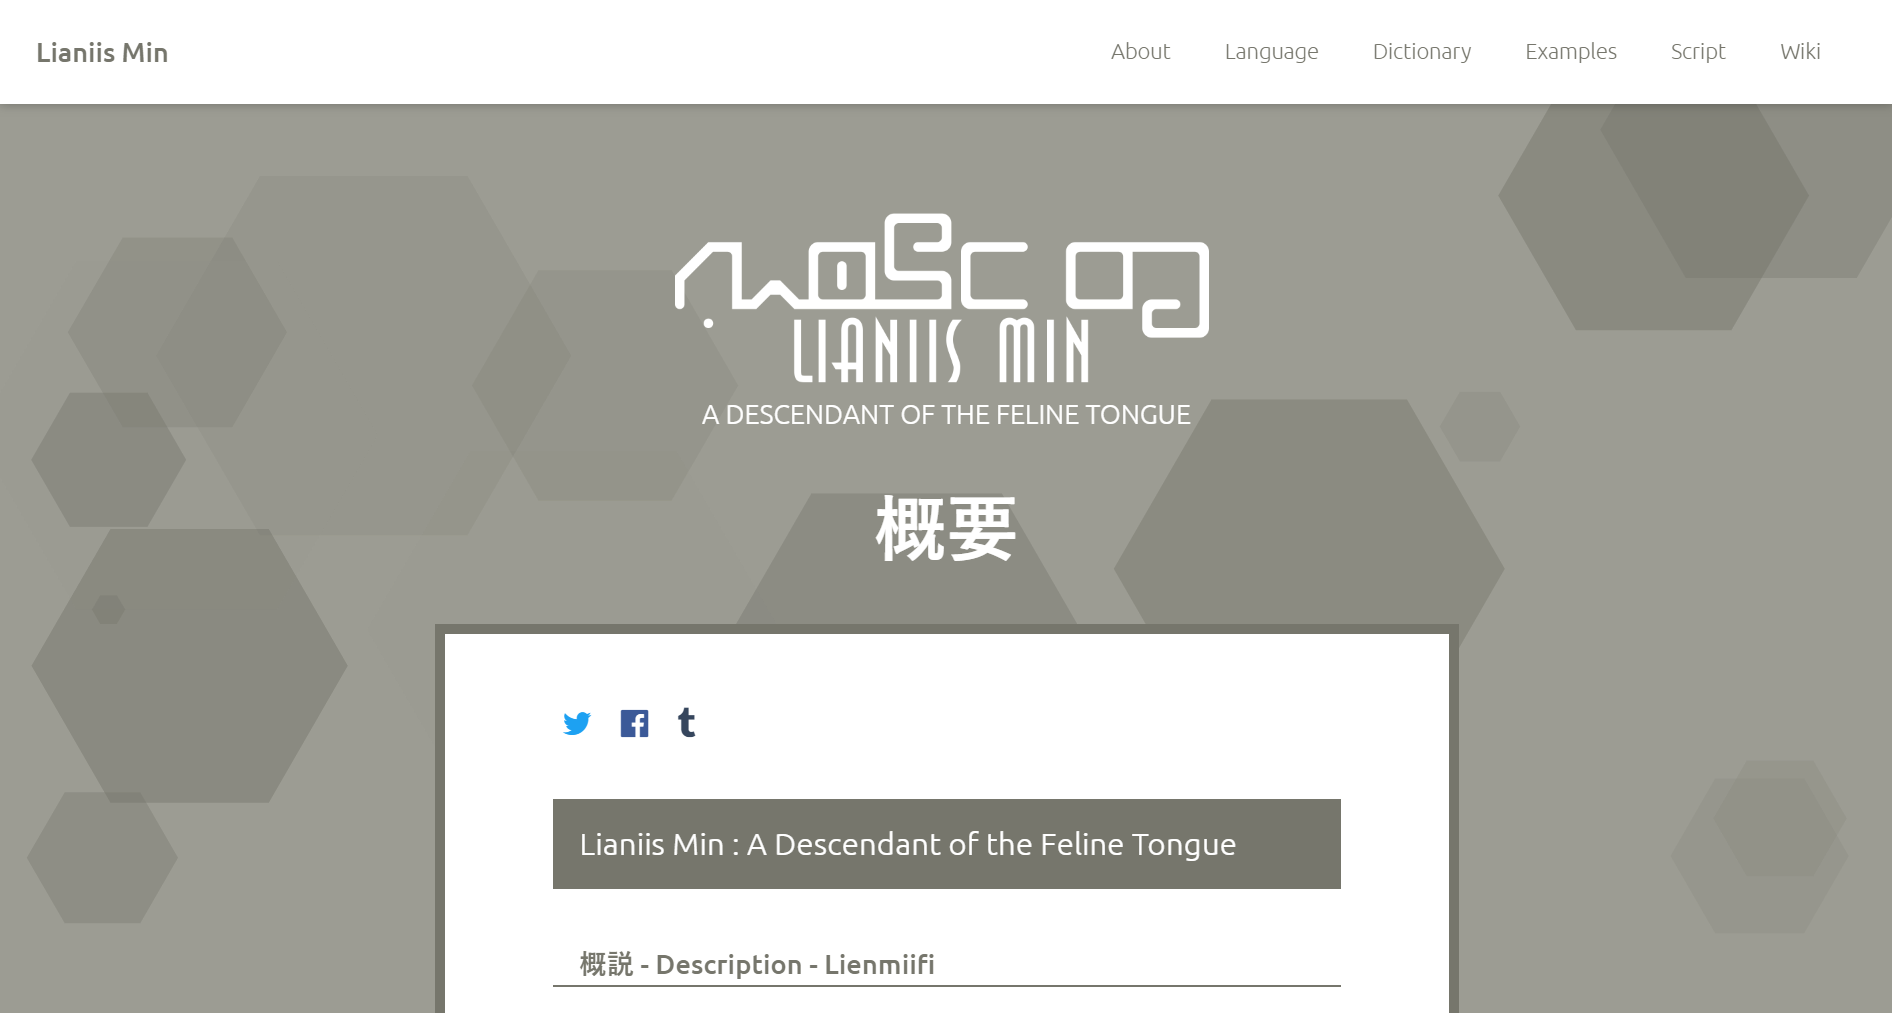 Lianiis Min
About Language Dictionary Examples Script Wiki
LIANIIS MIN
A DESCENDANT OF THE FELINE TONGUE
概要
Lianiis Min : A Descendant of the Feline Tongue
概説 - Description - Lienmiifi